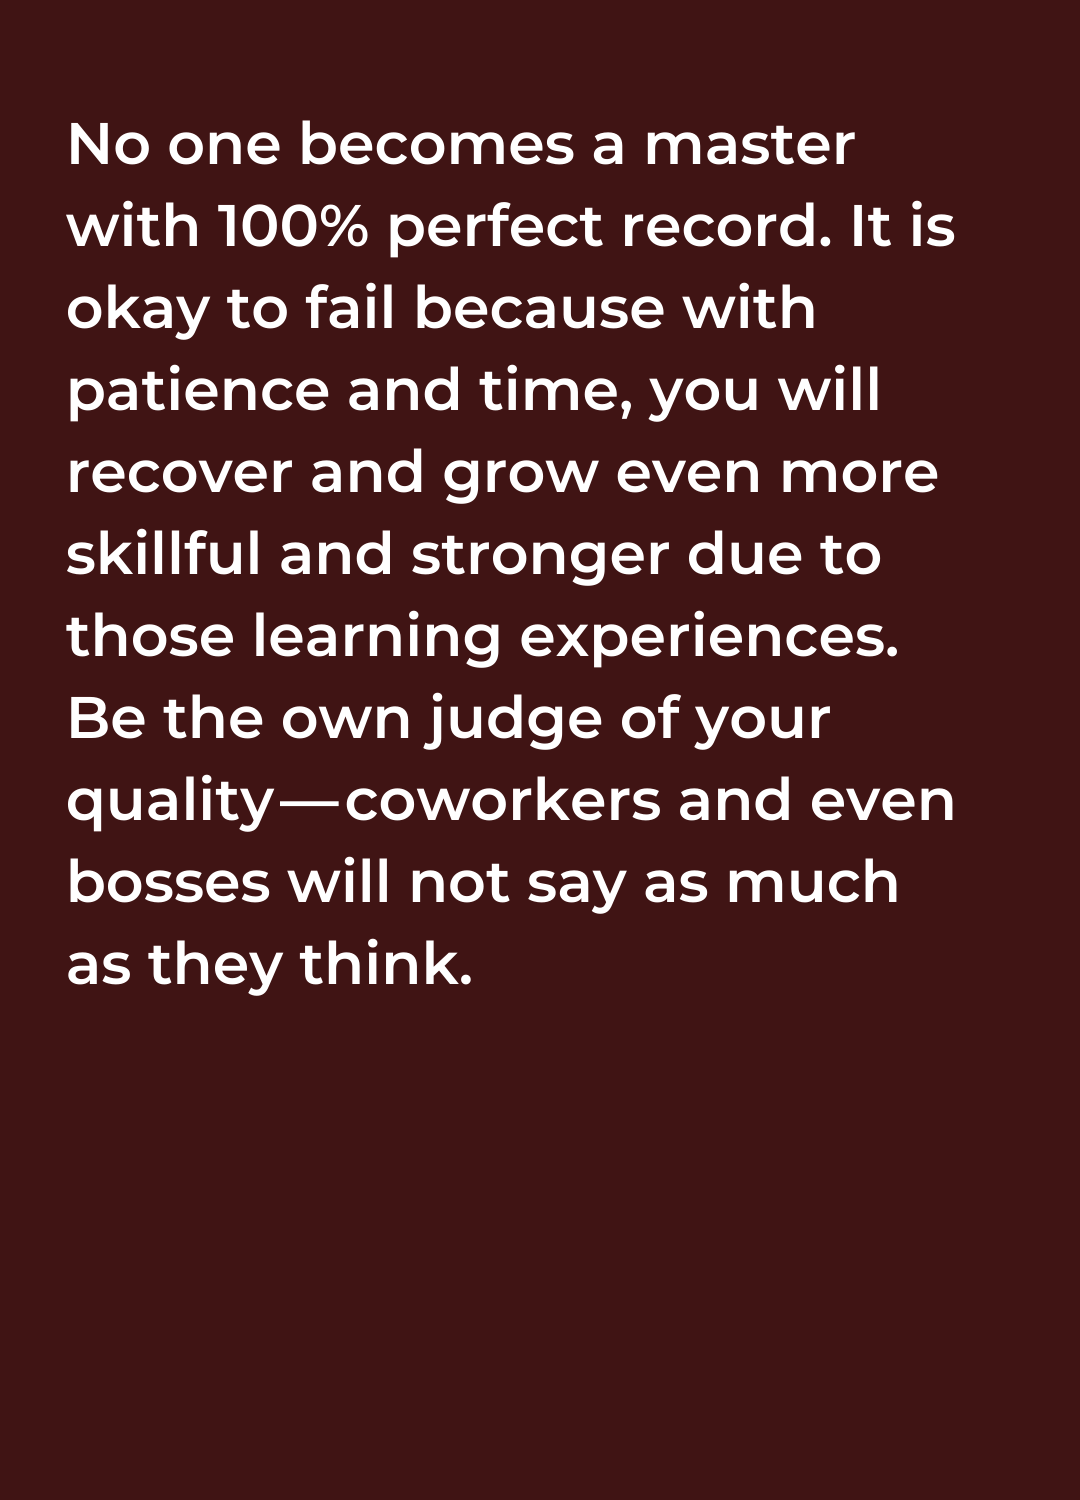 No one becomes a master
with 100% perfect record. It is
okay to fail because with
patience and time, you will
recover and grow even more
skillful and stronger due to
those learning experiences.
Be the own judge of your
quality—coworkers and even
bosses will not say as much
as they think.